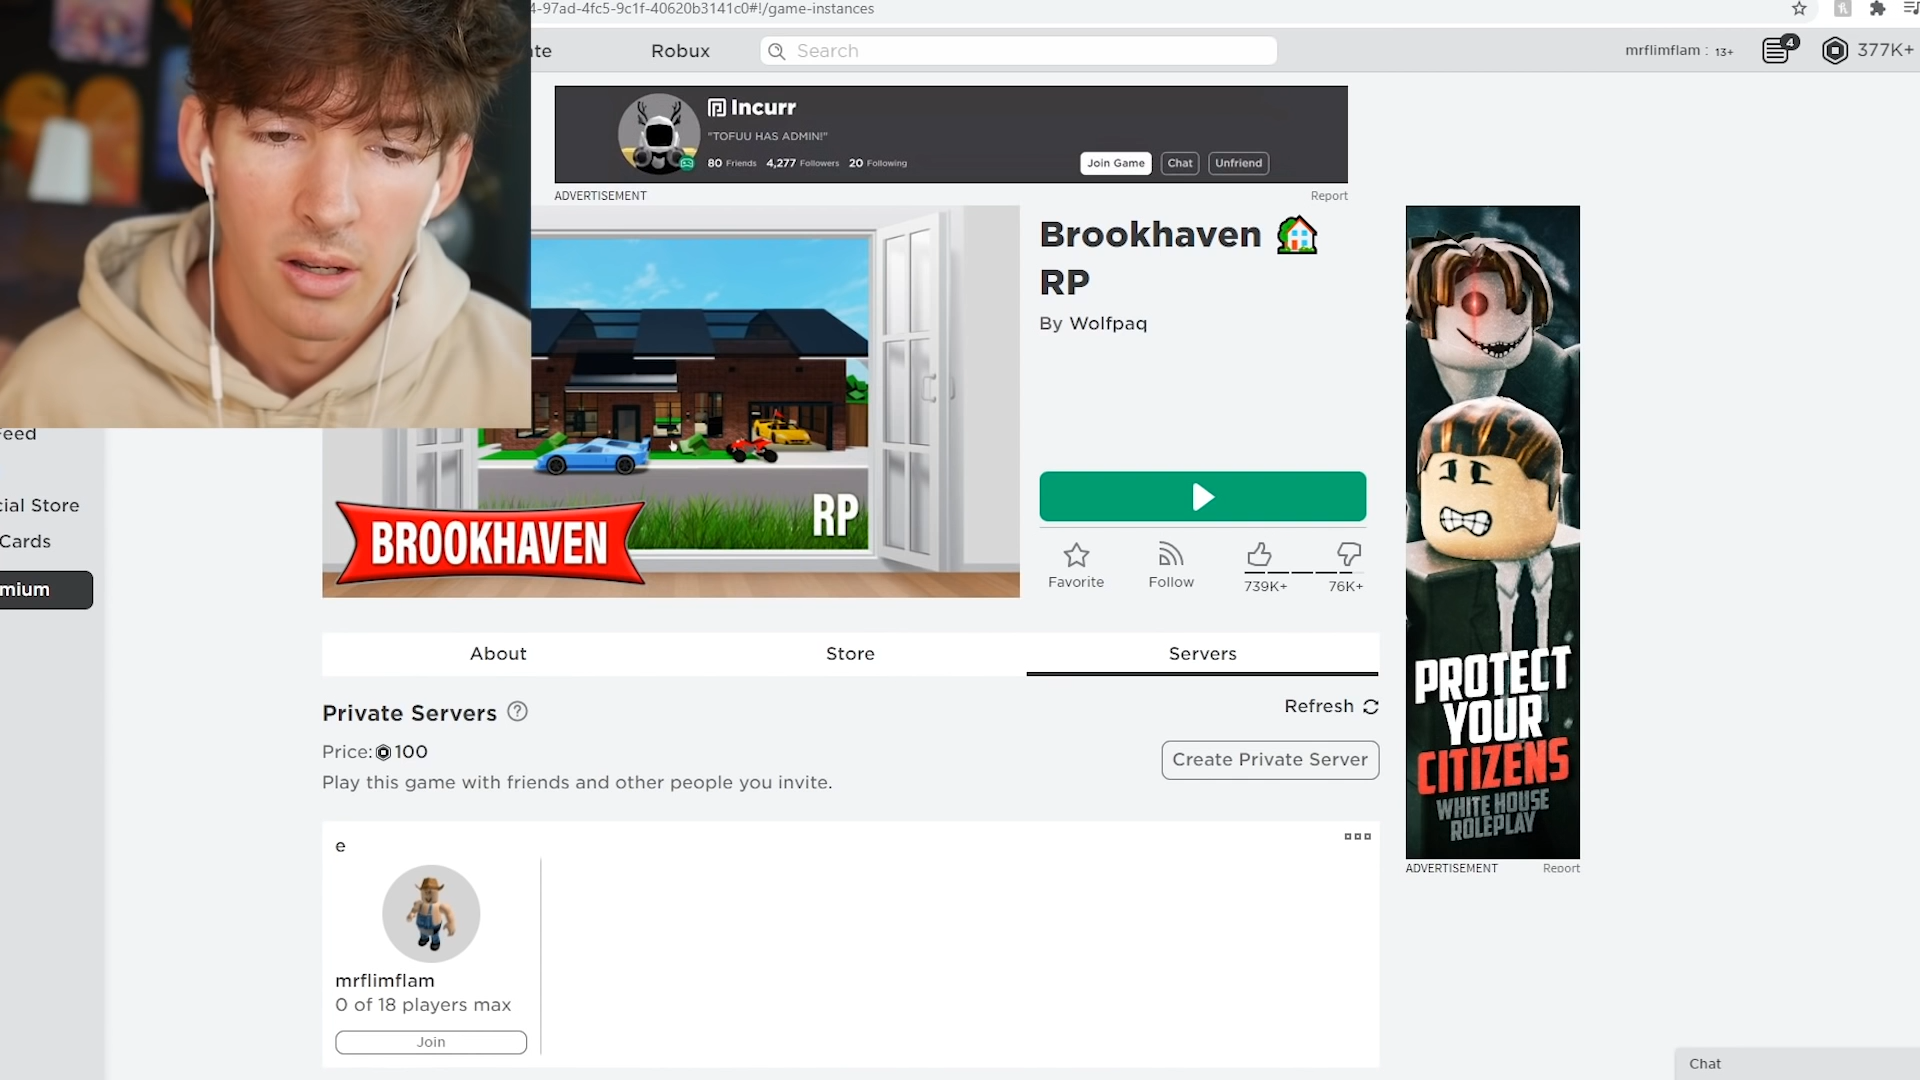 4-97ad-4fc5-9c1f-40620b3141c0#!/game-instances
te
Robux
Search
mrflimflam : 13+
4
377K+
Incurr
"TOFUU HAS ADMIN!"
80 Friends 4,277 Followers 20 Following
Join Game
Chat
Unfriend
ADVERTISEMENT
Report
Brookhaven 🏡
RP
By Wolfpaq
BROOKHAVEN
RP
Favorite
Follow
739K+
76K+
eed
cial Store
Cards
mium
About
Store
Servers
Private Servers ?
Refresh
Price: 100
Create Private Server
Play this game with friends and other people you invite.
e
mrflimflam
0 of 18 players max
Join
PROTECT
YOUR
CITIZENS
WHITE HOUSE
ROLEPLAY
ADVERTISEMENT
Report
Chat